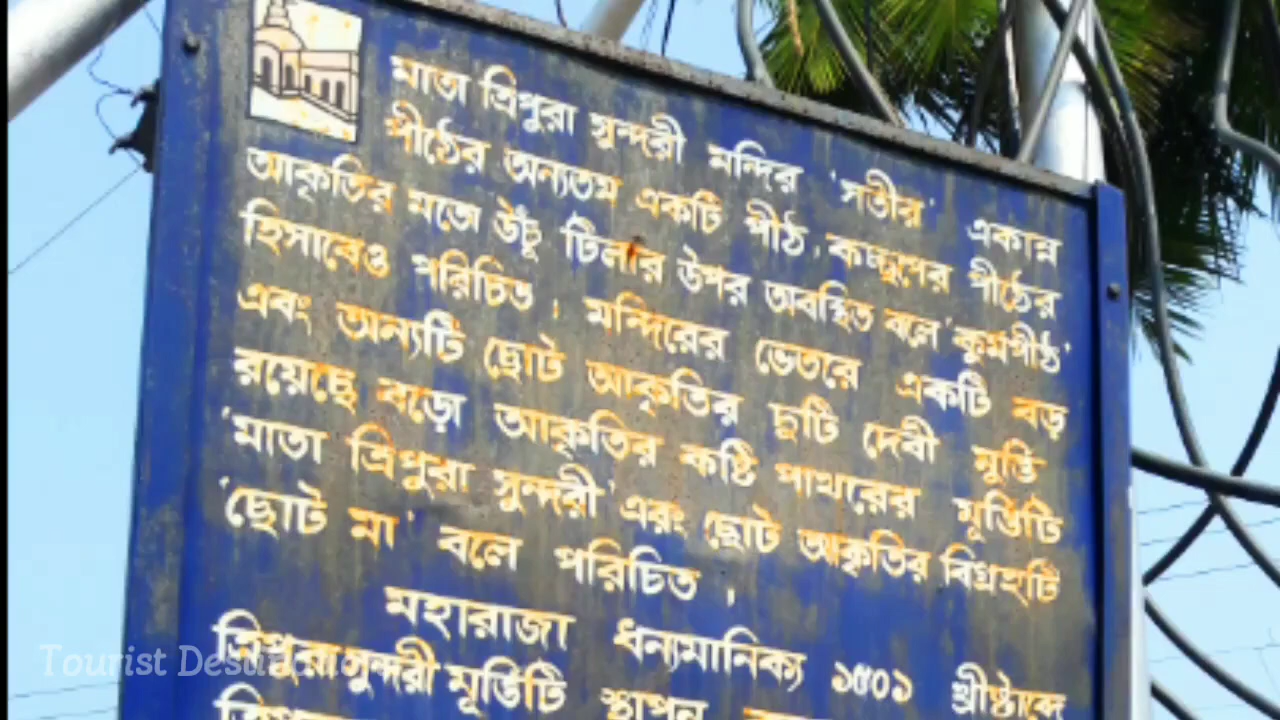 মাতা ত্রিপুরা সুন্দরী মন্দির 'সতীর' একান্ন
পীঠের অন্যতম একটি পীঠ, কচ্ছপের পীঠের
আকৃতির মতো উঁচু টিলার উপর অবস্থিত বলে 'কুর্মপীঠ'
হিসাবেও পরিচিত। মন্দিরের ভেতরে একটি বড়
এবং অন্যটি ছোট আকৃতির দুটি দেবী মূর্ত্তি
রয়েছে বড়ো আকৃতির কষ্টি পাথরের মূর্ত্তিটি
'মাতা ত্রিপুরা সুন্দরী' এবং ছোট আকৃতির বিগ্রহটি
'ছোট মা' বলে পরিচিত।
মহারাজা ধন্যমানিক্য ১৫০১ খ্রীষ্টাব্দে
ত্রিপুরা সুন্দরী মূর্ত্তিটি স্থাপন
Tourist